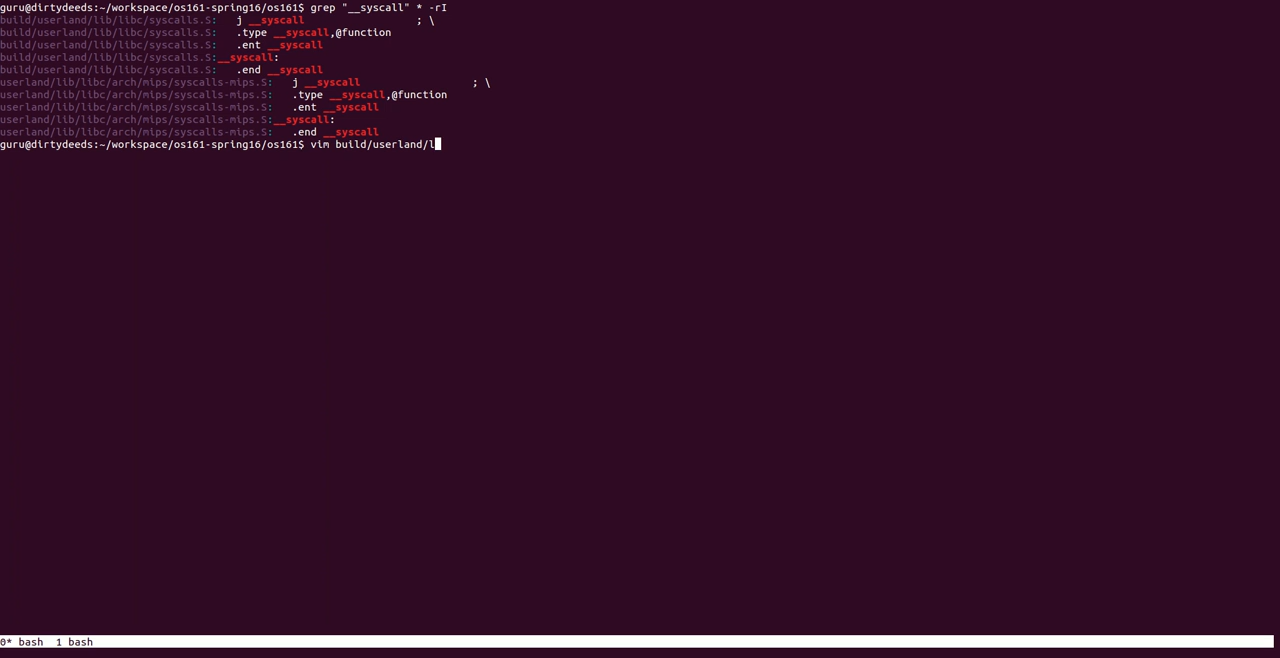 guru@dirtydeeds:~/workspace/os161-spring16/os161$ grep "__syscall" * -rI
build/userland/lib/libc/syscalls.S:   j __syscall                  ; \
build/userland/lib/libc/syscalls.S:   .type __syscall,@function
build/userland/lib/libc/syscalls.S:   .ent __syscall
build/userland/lib/libc/syscalls.S:__syscall:
build/userland/lib/libc/syscalls.S:   .end __syscall
userland/lib/libc/arch/mips/syscalls-mips.S:   j __syscall                  ; \
userland/lib/libc/arch/mips/syscalls-mips.S:   .type __syscall,@function
userland/lib/libc/arch/mips/syscalls-mips.S:   .ent __syscall
userland/lib/libc/arch/mips/syscalls-mips.S:__syscall:
userland/lib/libc/arch/mips/syscalls-mips.S:   .end __syscall
guru@dirtydeeds:~/workspace/os161-spring16/os161$ vim build/userland/l
0* bash  1 bash